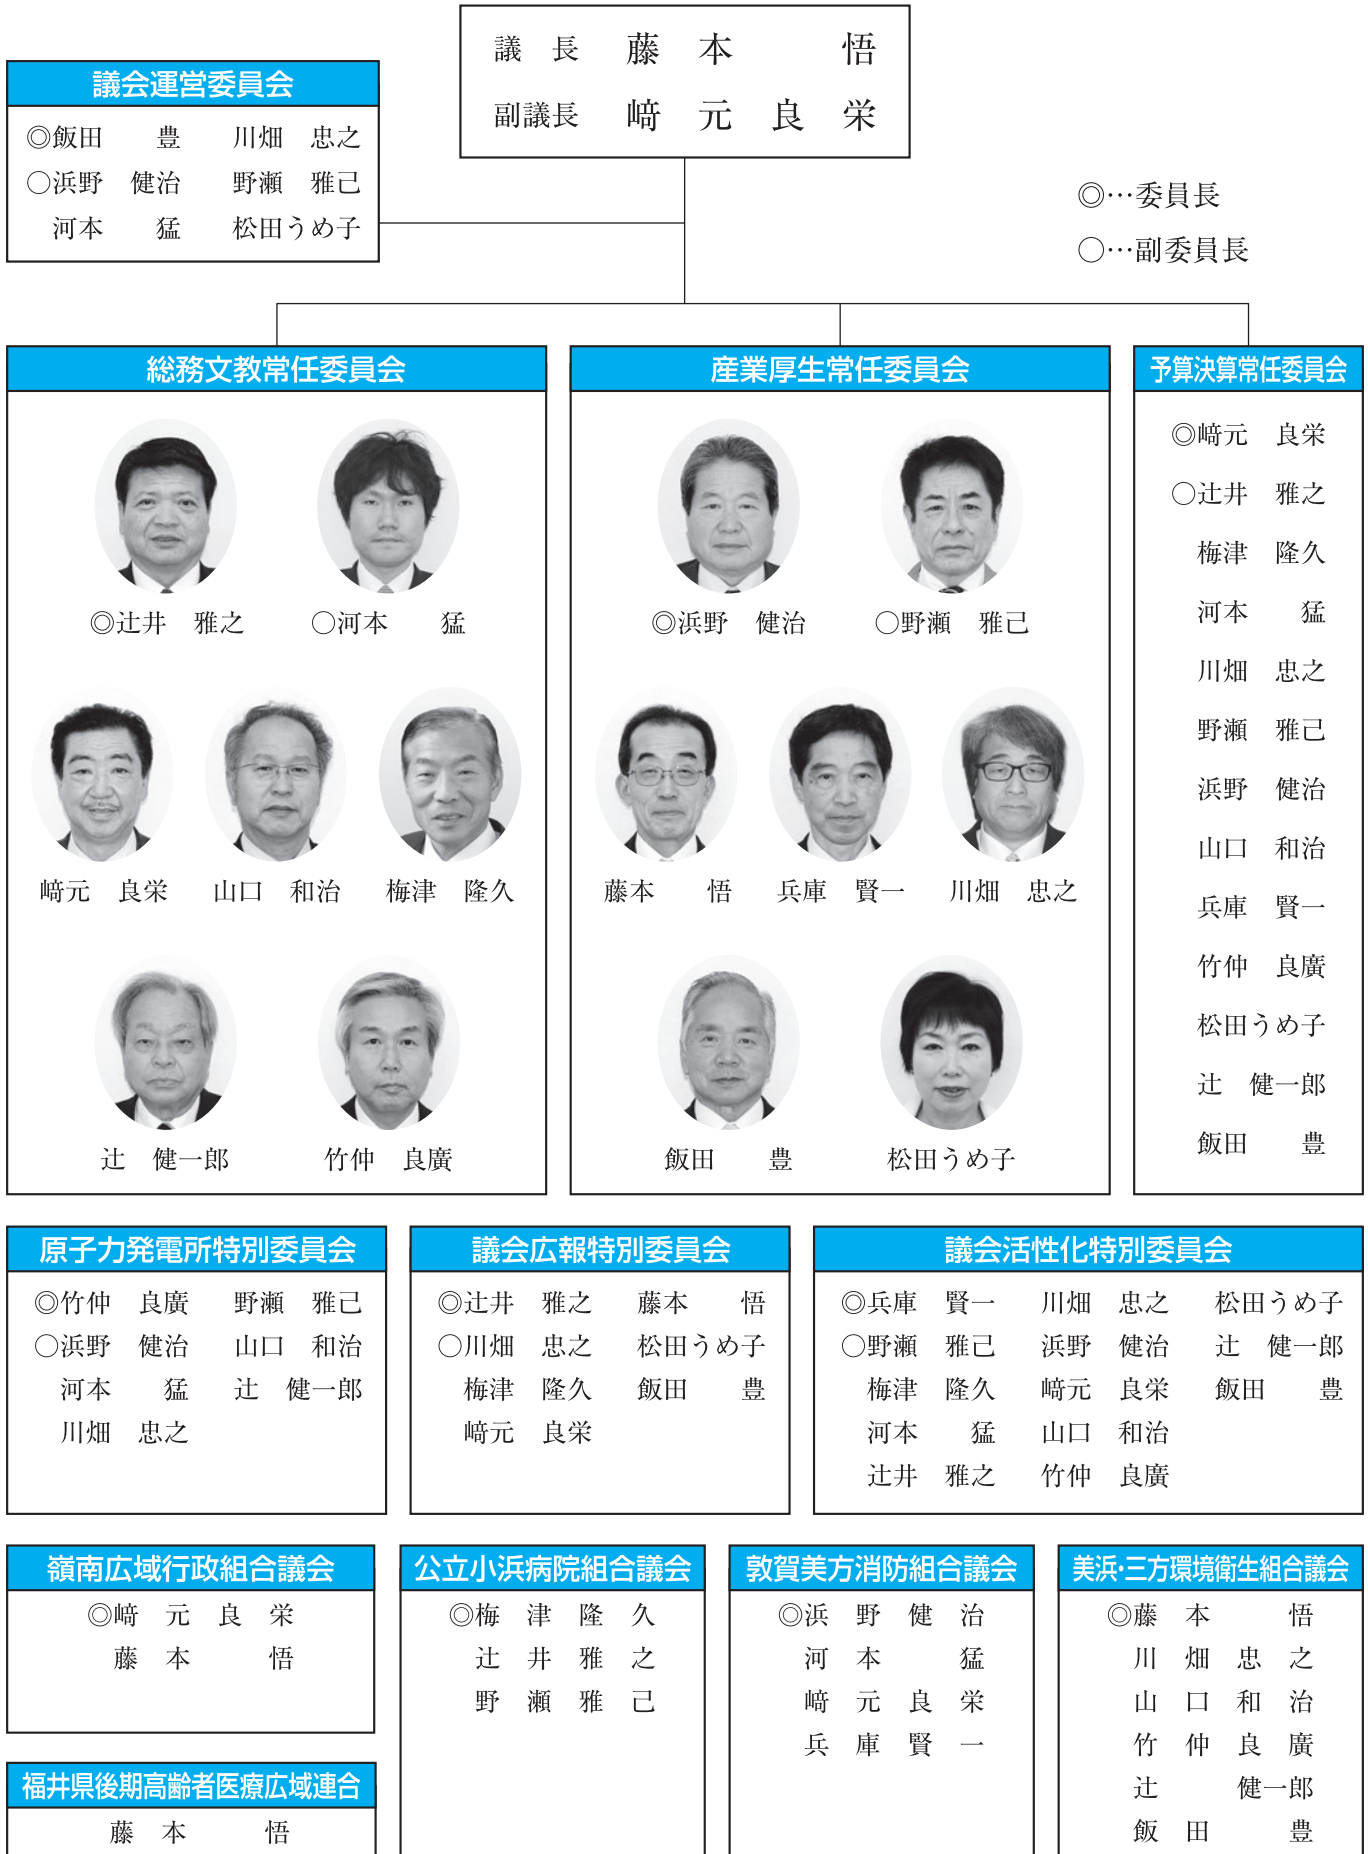 議　長　藤　本　　　悟
副議長　﨑　元　良　栄
議会運営委員会
◎飯田　　豊　　川畑　忠之
○浜野　健治　　野瀬　雅己
河本　　猛　　松田うめ子
◎…委員長
○…副委員長
総務文教常任委員会
◎辻井　雅之　　○河本　　猛
﨑元　良栄　　山口　和治　　梅津　隆久
辻　健一郎　　竹仲　良廣
産業厚生常任委員会
◎浜野　健治　　○野瀬　雅己
藤本　　悟　　兵庫　賢一　　川畑　忠之
飯田　　豊　　松田うめ子
予算決算常任委員会
◎﨑元　良栄
○辻井　雅之
梅津　隆久
河本　　猛
川畑　忠之
野瀬　雅己
浜野　健治
山口　和治
兵庫　賢一
竹仲　良廣
松田うめ子
辻　健一郎
飯田　　豊
原子力発電所特別委員会
◎竹仲　良廣　　野瀬　雅己
○浜野　健治　　山口　和治
河本　　猛　　辻　健一郎
川畑　忠之
議会広報特別委員会
◎辻井　雅之　　藤本　　悟
○川畑　忠之　　松田うめ子
梅津　隆久　　飯田　　豊
﨑元　良栄
議会活性化特別委員会
◎兵庫　賢一　　川畑　忠之　　松田うめ子
○野瀬　雅己　　浜野　健治　　辻　健一郎
梅津　隆久　　﨑元　良栄　　飯田　　豊
河本　　猛　　山口　和治
辻井　雅之　　竹仲　良廣
嶺南広域行政組合議会
◎﨑　元　良　栄
藤　本　　　悟
福井県後期高齢者医療広域連合
藤　本　　　悟
公立小浜病院組合議会
◎梅　津　隆　久
辻　井　雅　之
野　瀬　雅　己
敦賀美方消防組合議会
◎浜　野　健　治
河　本　　　猛
﨑　元　良　栄
兵　庫　賢　一
美浜・三方環境衛生組合議会
◎藤　本　　　悟
川　畑　忠　之
山　口　和　治
竹　仲　良　廣
辻　　　健一郎
飯　田　　　豊